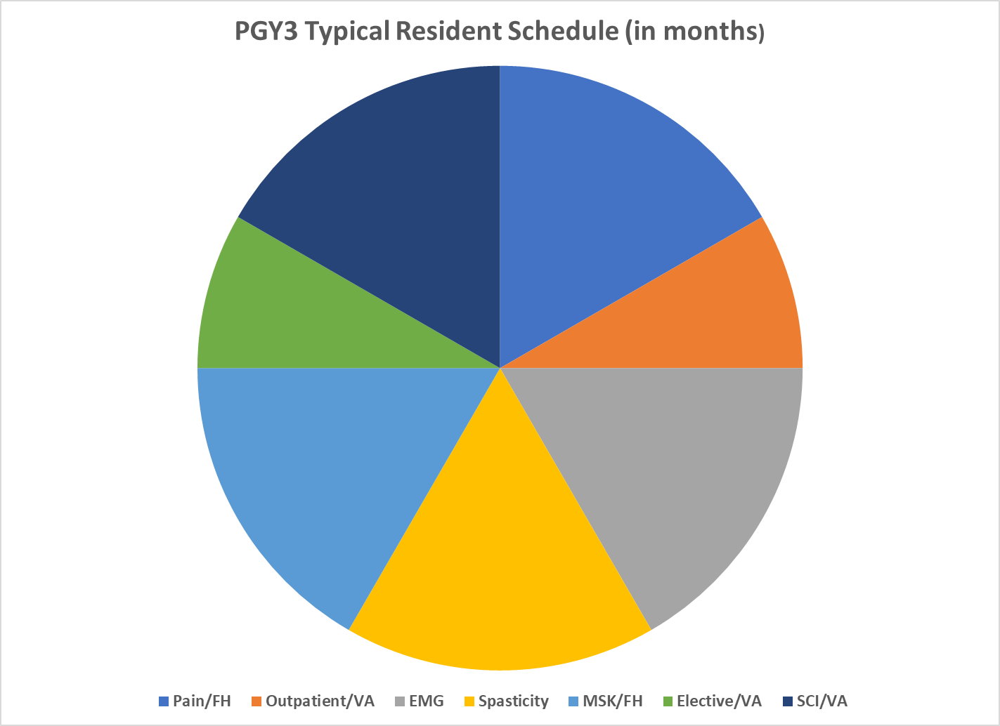 PGY3 Typical Resident Schedule (in months)
Pain/FH Outpatient/VA EMG Spasticity MSK/FH Elective/VA SCI/VA